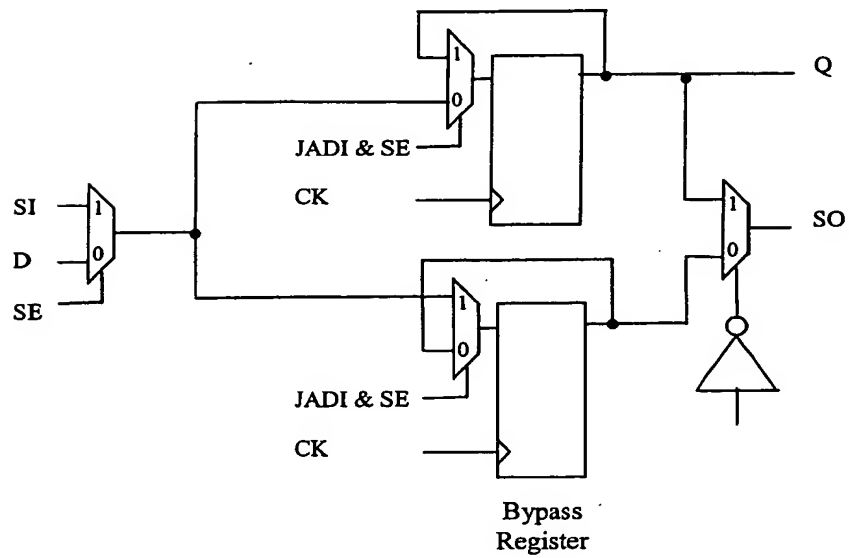 1
0
Q
JADI & SE
CK
SI
1
D
0
SE
1
0
SO
1
0
JADI & SE
CK
Bypass
Register